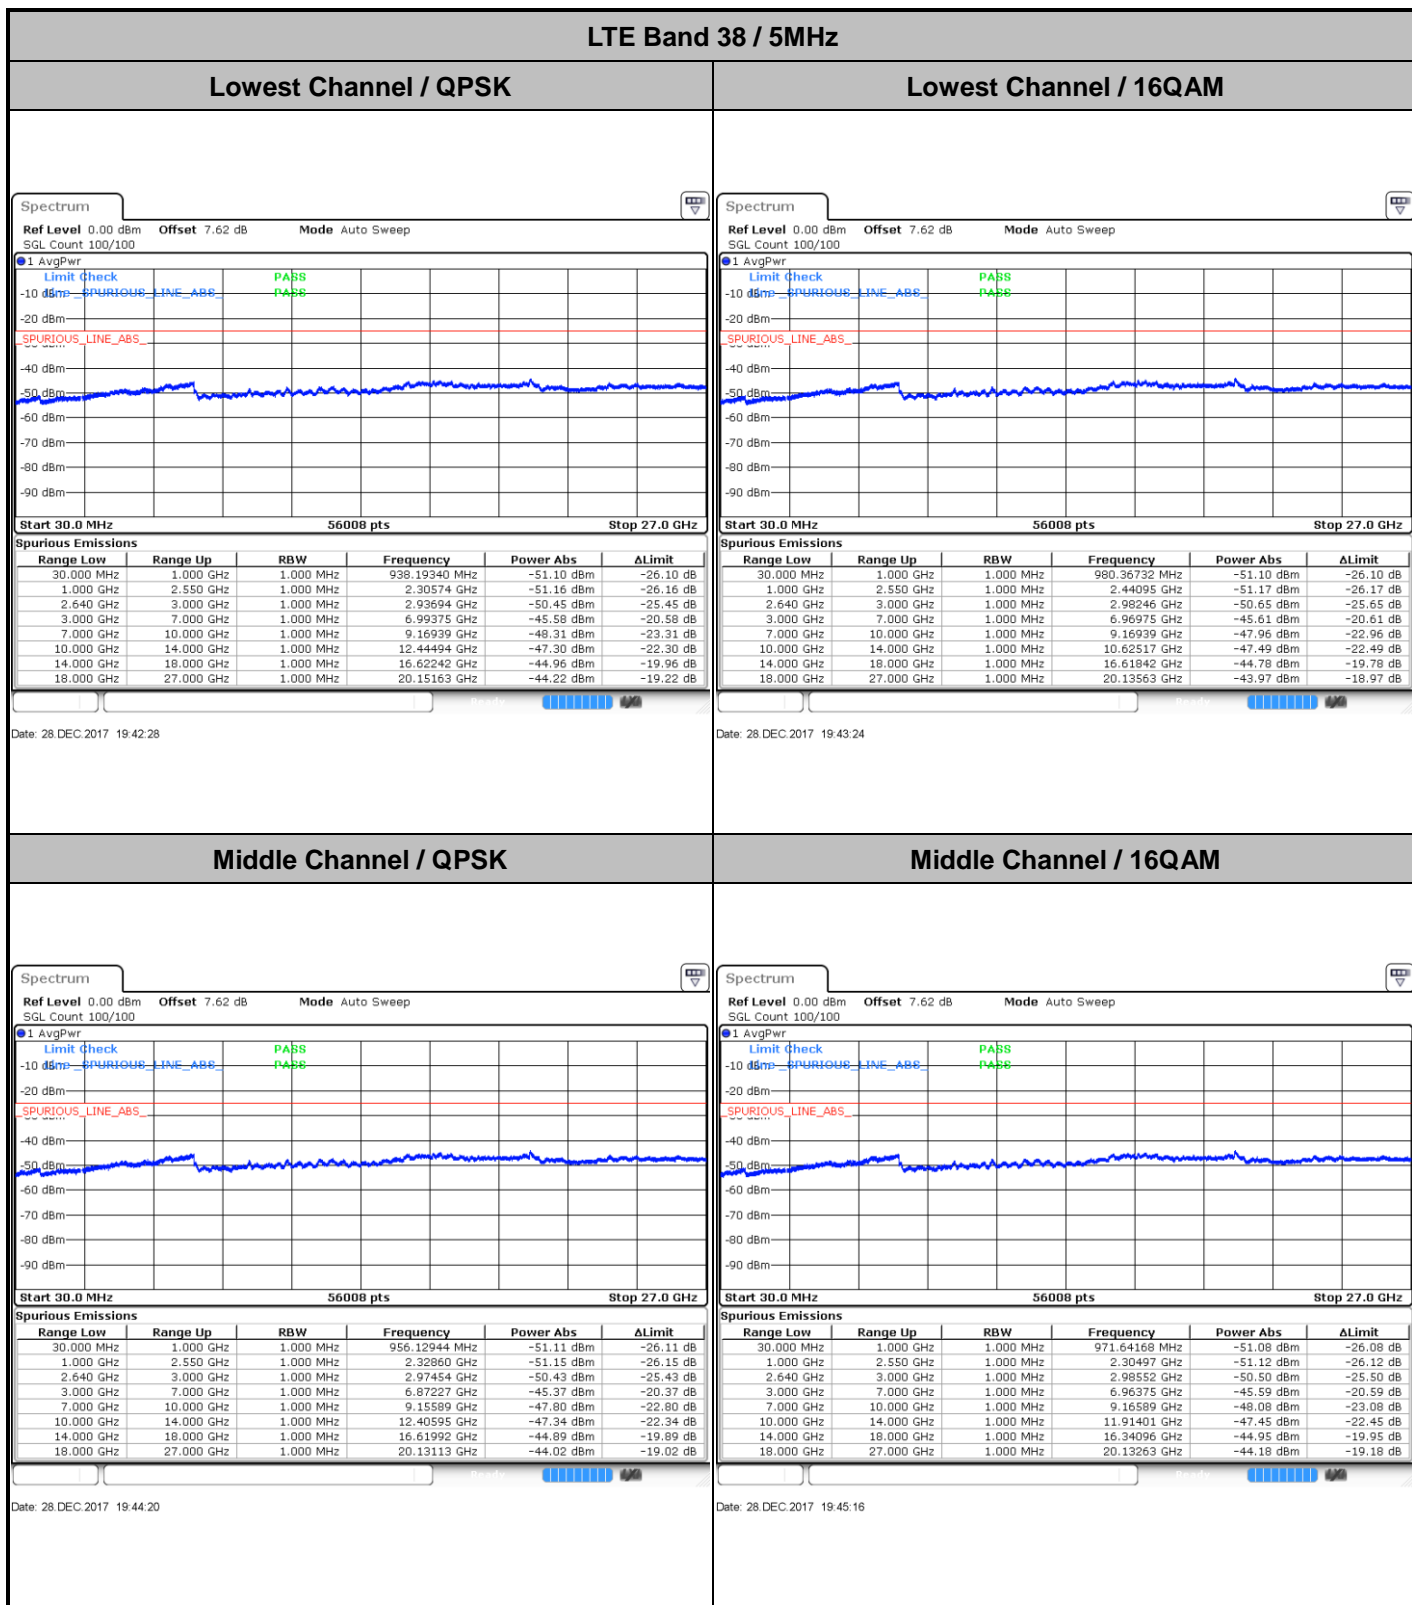 LTE Band 38 / 5MHz
Lowest Channel / QPSK
Lowest Channel / 16QAM
Spectrum
Ref Level 0.00 dBm Offset 7.62 dB Mode Auto Sweep
SGL Count 100/100
1 AvgPwr
Limit Check PASS
Line _SPURIOUS_LINE_ABS_ PASS
-10 dBm
-20 dBm
_SPURIOUS_LINE_ABS_
-40 dBm
-50 dBm
-60 dBm
-70 dBm
-80 dBm
-90 dBm
Start 30.0 MHz 56008 pts Stop 27.0 GHz
Spurious Emissions
Range Low Range Up RBW Frequency Power Abs ΔLimit
30.000 MHz 1.000 GHz 1.000 MHz 938.19340 MHz -51.10 dBm -26.10 dB
1.000 GHz 2.550 GHz 1.000 MHz 2.30574 GHz -51.16 dBm -26.16 dB
2.640 GHz 3.000 GHz 1.000 MHz 2.93694 GHz -50.45 dBm -25.45 dB
3.000 GHz 7.000 GHz 1.000 MHz 6.99375 GHz -45.58 dBm -20.58 dB
7.000 GHz 10.000 GHz 1.000 MHz 9.16939 GHz -48.31 dBm -23.31 dB
10.000 GHz 14.000 GHz 1.000 MHz 12.44494 GHz -47.30 dBm -22.30 dB
14.000 GHz 18.000 GHz 1.000 MHz 16.62242 GHz -44.96 dBm -19.96 dB
18.000 GHz 27.000 GHz 1.000 MHz 20.15163 GHz -44.22 dBm -19.22 dB
Ready
Date: 28.DEC.2017 19:42:28
Spectrum
Ref Level 0.00 dBm Offset 7.62 dB Mode Auto Sweep
SGL Count 100/100
1 AvgPwr
Limit Check PASS
Line _SPURIOUS_LINE_ABS_ PASS
-10 dBm
-20 dBm
_SPURIOUS_LINE_ABS_
-40 dBm
-50 dBm
-60 dBm
-70 dBm
-80 dBm
-90 dBm
Start 30.0 MHz 56008 pts Stop 27.0 GHz
Spurious Emissions
Range Low Range Up RBW Frequency Power Abs ΔLimit
30.000 MHz 1.000 GHz 1.000 MHz 980.36732 MHz -51.10 dBm -26.10 dB
1.000 GHz 2.550 GHz 1.000 MHz 2.44095 GHz -51.17 dBm -26.17 dB
2.640 GHz 3.000 GHz 1.000 MHz 2.98246 GHz -50.65 dBm -25.65 dB
3.000 GHz 7.000 GHz 1.000 MHz 6.96975 GHz -45.61 dBm -20.61 dB
7.000 GHz 10.000 GHz 1.000 MHz 9.16939 GHz -47.96 dBm -22.96 dB
10.000 GHz 14.000 GHz 1.000 MHz 10.62517 GHz -47.49 dBm -22.49 dB
14.000 GHz 18.000 GHz 1.000 MHz 16.61842 GHz -44.78 dBm -19.78 dB
18.000 GHz 27.000 GHz 1.000 MHz 20.13563 GHz -43.97 dBm -18.97 dB
Ready
Date: 28.DEC.2017 19:43:24
Middle Channel / QPSK
Middle Channel / 16QAM
Spectrum
Ref Level 0.00 dBm Offset 7.62 dB Mode Auto Sweep
SGL Count 100/100
1 AvgPwr
Limit Check PASS
Line _SPURIOUS_LINE_ABS_ PASS
-10 dBm
-20 dBm
_SPURIOUS_LINE_ABS_
-40 dBm
-50 dBm
-60 dBm
-70 dBm
-80 dBm
-90 dBm
Start 30.0 MHz 56008 pts Stop 27.0 GHz
Spurious Emissions
Range Low Range Up RBW Frequency Power Abs ΔLimit
30.000 MHz 1.000 GHz 1.000 MHz 956.12944 MHz -51.11 dBm -26.11 dB
1.000 GHz 2.550 GHz 1.000 MHz 2.32860 GHz -51.15 dBm -26.15 dB
2.640 GHz 3.000 GHz 1.000 MHz 2.97454 GHz -50.43 dBm -25.43 dB
3.000 GHz 7.000 GHz 1.000 MHz 6.87227 GHz -45.37 dBm -20.37 dB
7.000 GHz 10.000 GHz 1.000 MHz 9.15589 GHz -47.80 dBm -22.80 dB
10.000 GHz 14.000 GHz 1.000 MHz 12.40595 GHz -47.34 dBm -22.34 dB
14.000 GHz 18.000 GHz 1.000 MHz 16.61992 GHz -44.89 dBm -19.89 dB
18.000 GHz 27.000 GHz 1.000 MHz 20.13113 GHz -44.02 dBm -19.02 dB
Ready
Date: 28.DEC.2017 19:44:20
Spectrum
Ref Level 0.00 dBm Offset 7.62 dB Mode Auto Sweep
SGL Count 100/100
1 AvgPwr
Limit Check PASS
Line _SPURIOUS_LINE_ABS_ PASS
-10 dBm
-20 dBm
_SPURIOUS_LINE_ABS_
-40 dBm
-50 dBm
-60 dBm
-70 dBm
-80 dBm
-90 dBm
Start 30.0 MHz 56008 pts Stop 27.0 GHz
Spurious Emissions
Range Low Range Up RBW Frequency Power Abs ΔLimit
30.000 MHz 1.000 GHz 1.000 MHz 971.64168 MHz -51.08 dBm -26.08 dB
1.000 GHz 2.550 GHz 1.000 MHz 2.30497 GHz -51.12 dBm -26.12 dB
2.640 GHz 3.000 GHz 1.000 MHz 2.98552 GHz -50.50 dBm -25.50 dB
3.000 GHz 7.000 GHz 1.000 MHz 6.96375 GHz -45.59 dBm -20.59 dB
7.000 GHz 10.000 GHz 1.000 MHz 9.16589 GHz -48.08 dBm -23.08 dB
10.000 GHz 14.000 GHz 1.000 MHz 11.91401 GHz -47.45 dBm -22.45 dB
14.000 GHz 18.000 GHz 1.000 MHz 16.34096 GHz -44.95 dBm -19.95 dB
18.000 GHz 27.000 GHz 1.000 MHz 20.13263 GHz -44.18 dBm -19.18 dB
Ready
Date: 28.DEC.2017 19:45:16